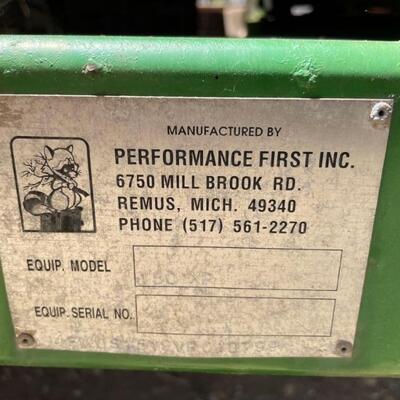 MANUFACTURED BY
PERFORMANCE FIRST INC.
6750 MILL BROOK RD.
REMUS, MICH. 49340
PHONE (517) 561-2270
EQUIP. MODEL
EQUIP. SERIAL NO.